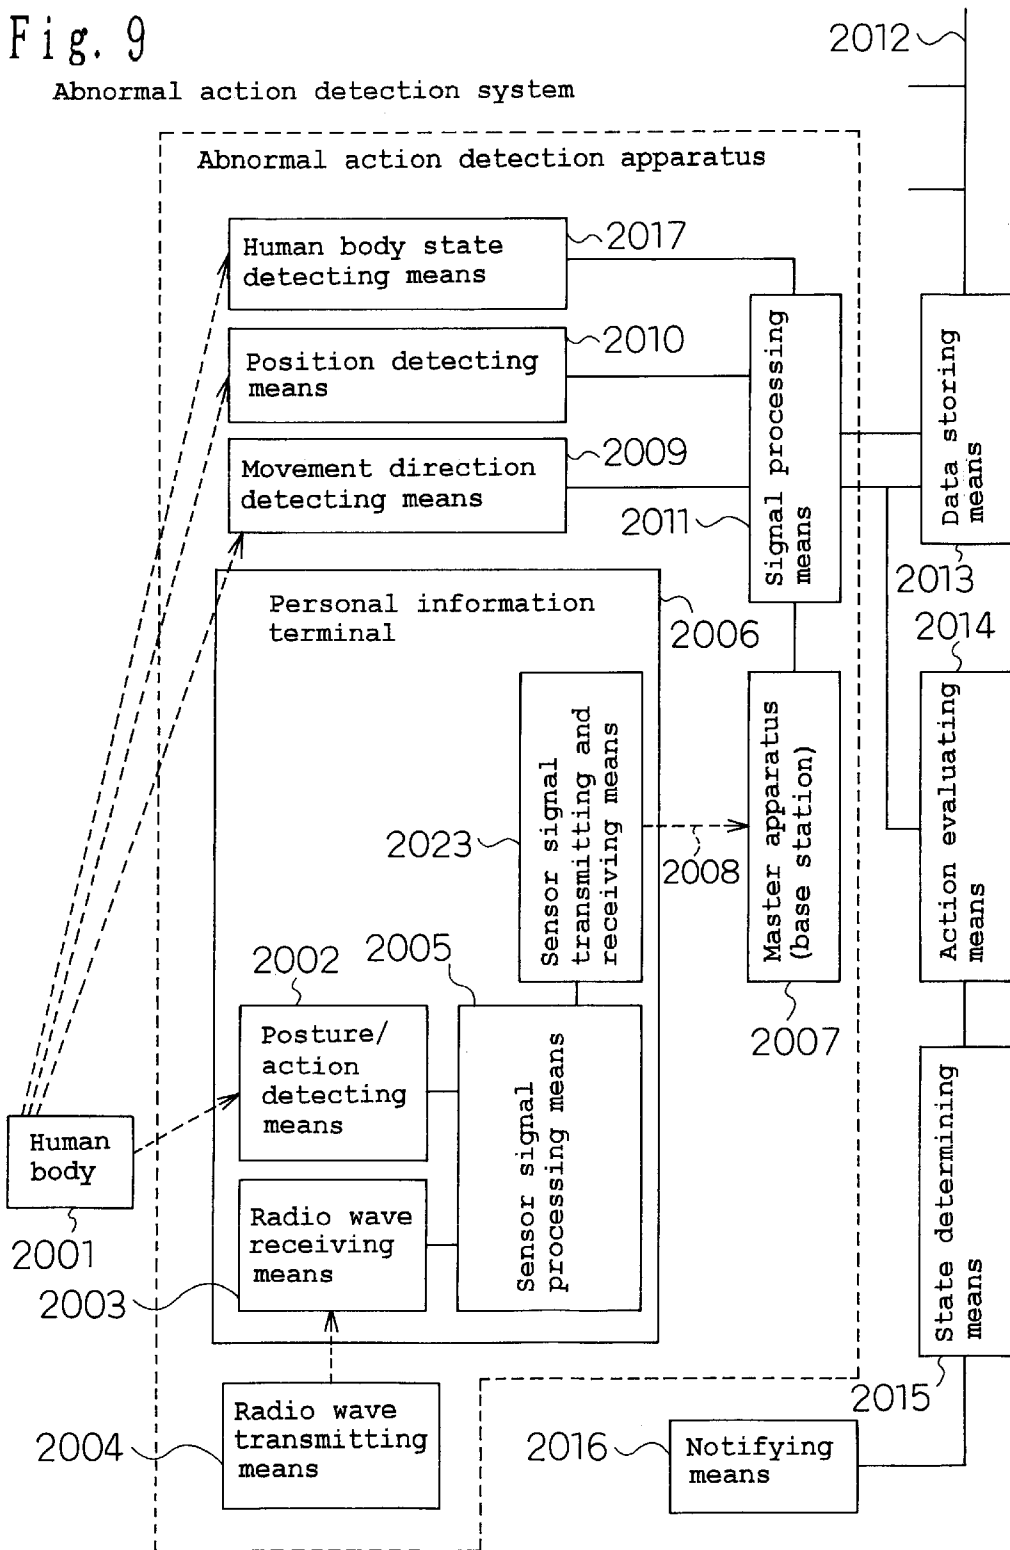 Fig. 9
2012
Abnormal action detection system
Abnormal action detection apparatus
Human body state
detecting means
2017
Position detecting
means
2010
Movement direction
detecting means
2009
Signal processing
means
2011
Data storing
means
2013
Personal information
terminal
2006
2014
Sensor signal
transmitting and
receiving means
2023
2008
Master apparatus
(base station)
2007
Action evaluating
means
2002
2005
Posture/
action
detecting
means
Sensor signal
processing means
Human
body
2001
Radio wave
receiving
means
2003
State determining
means
2015
Radio wave
transmitting
means
2004
2016
Notifying
means